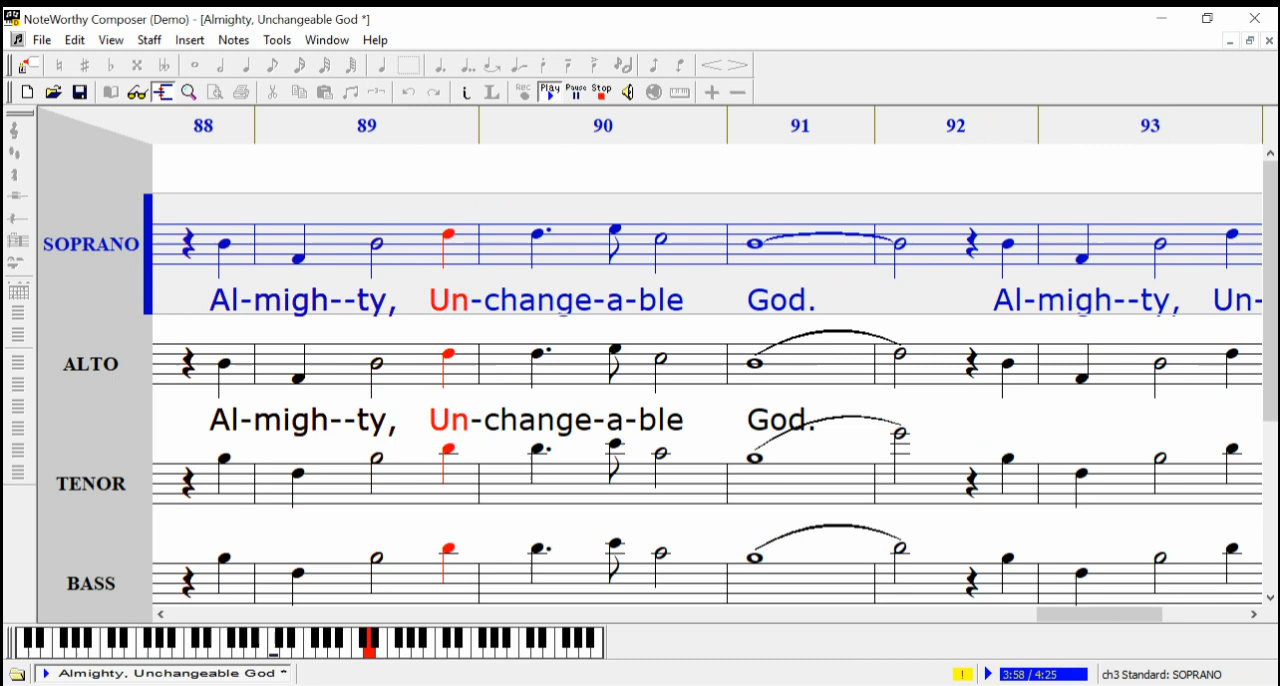 NoteWorthy Composer (Demo) - [Almighty, Unchangeable God *]
File Edit View Staff Insert Notes Tools Window Help
Rec Play Pause Stop
88 89 90 91 92 93
SOPRANO
Al-migh--ty, Un-change-a-ble God. Al-migh--ty, Un-
ALTO
Al-migh--ty, Un-change-a-ble God.
TENOR
BASS
Almighty, Unchangeable God *
! 3:58 / 4:25 ch3 Standard: SOPRANO